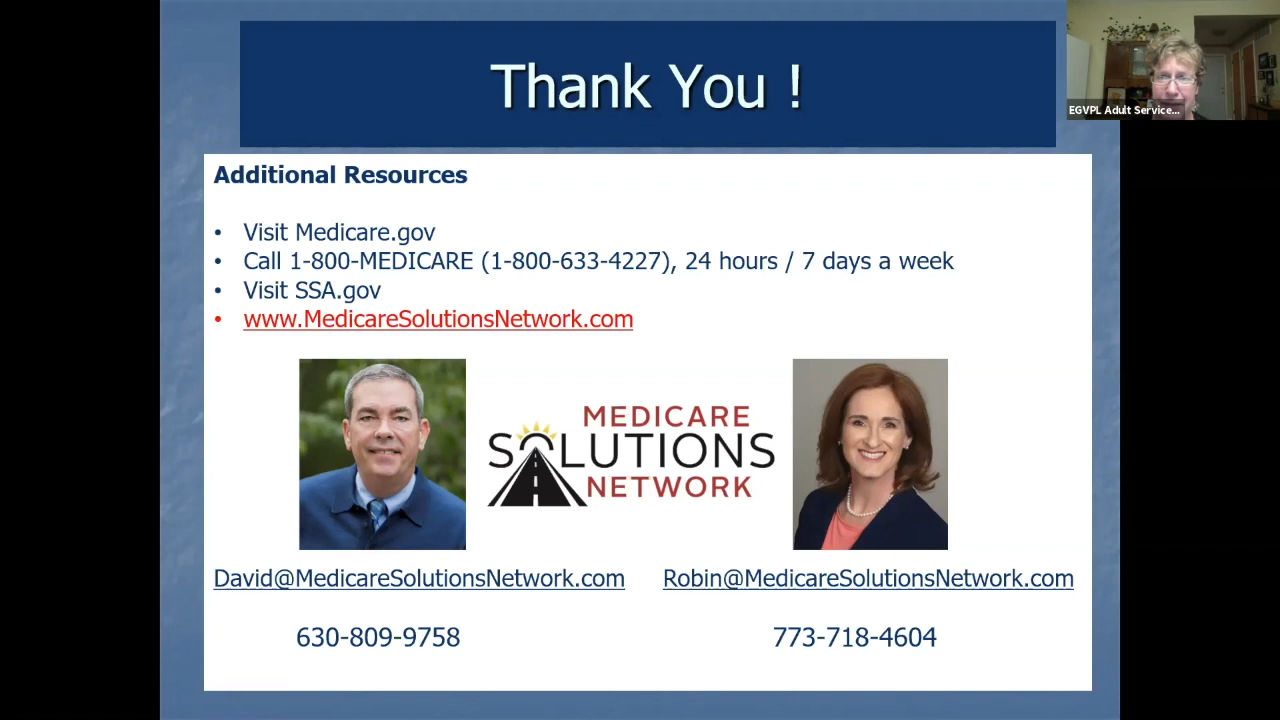 Thank You !
EGVPL Adult Service...
Additional Resources
• Visit Medicare.gov
• Call 1-800-MEDICARE (1-800-633-4227), 24 hours / 7 days a week
• Visit SSA.gov
• www.MedicareSolutionsNetwork.com
MEDICARE
SOLUTIONS
NETWORK
David@MedicareSolutionsNetwork.com
Robin@MedicareSolutionsNetwork.com
630-809-9758
773-718-4604